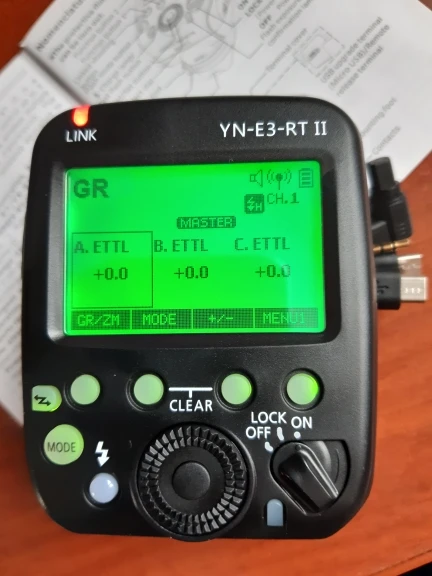 LINK
YN-E3-RT II
GR
CH.1
MASTER
A. ETTL B. ETTL C. ETTL
+0.0 +0.0 +0.0
GR/ZM MODE +/- MENU1
CLEAR
LOCK
OFF ON
MODE